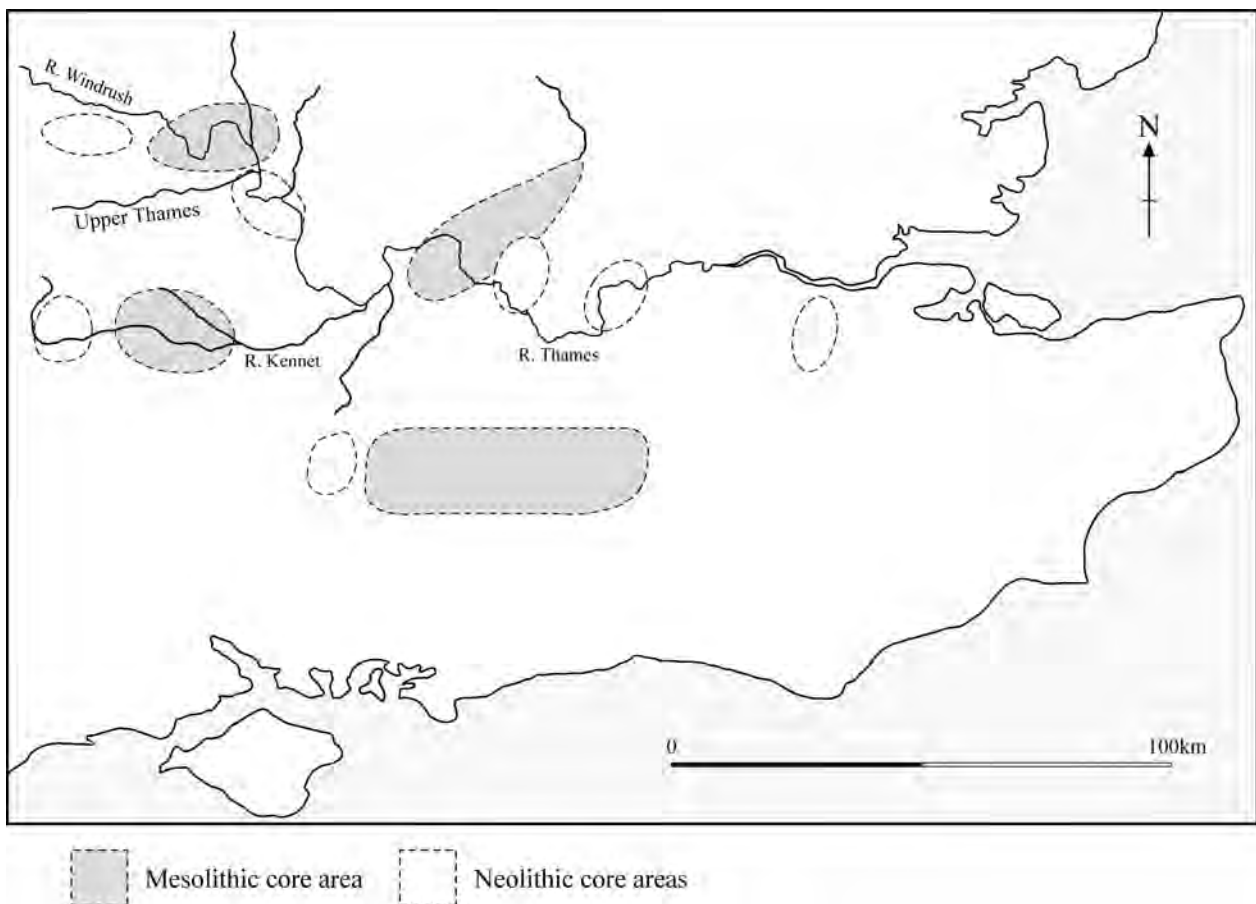 R. Windrush
N
Upper Thames
R. Kennet
R. Thames
0
100km
Mesolithic core area
Neolithic core areas